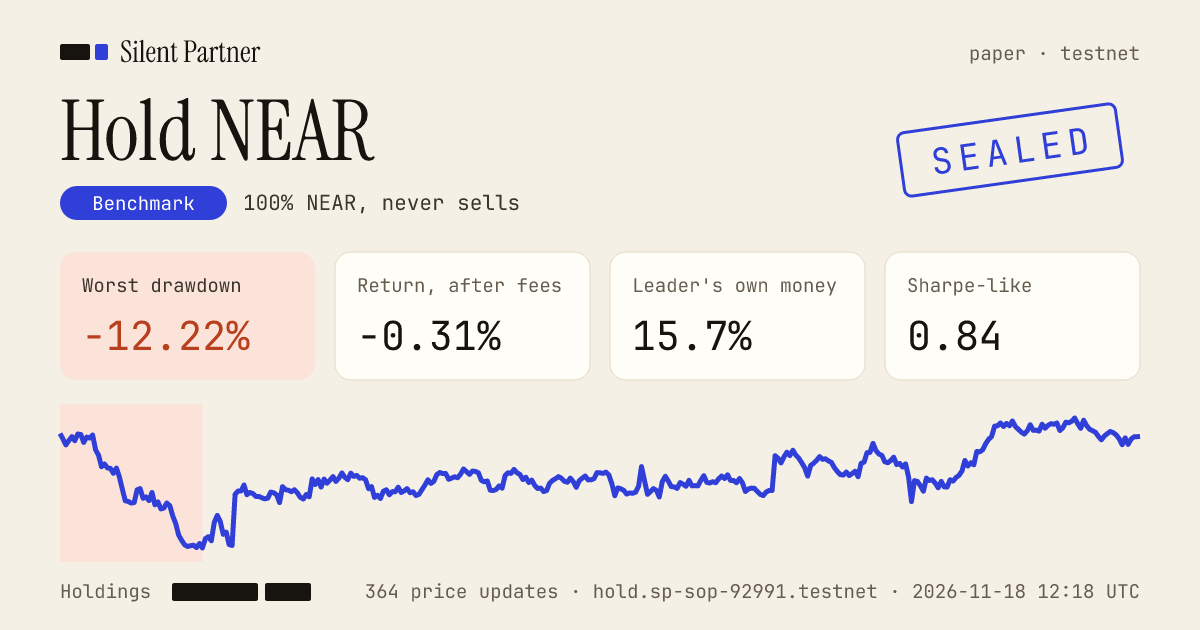 Silent Partner
paper · testnet
Hold NEAR
SEALED
Benchmark
100% NEAR, never sells
Worst drawdown
-12.22%
Return, after fees
-0.31%
Leader's own money
15.7%
Sharpe-like
0.84
Holdings
364 price updates · hold.sp-sop-92991.testnet · 2026-11-18 12:18 UTC